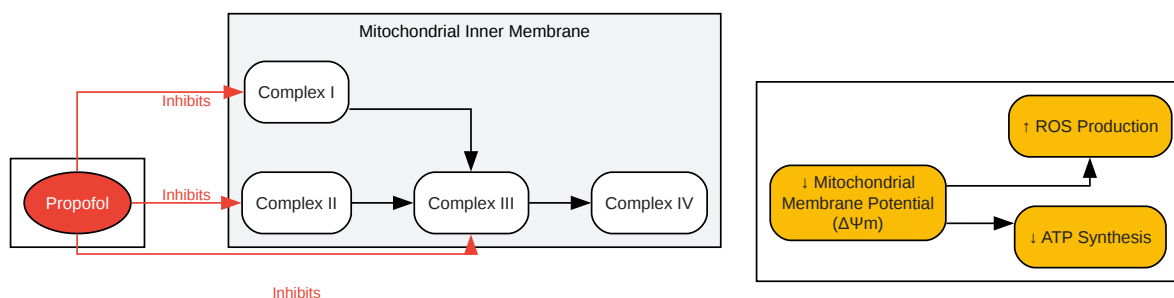 Mitochondrial Inner Membrane
Complex I
Inhibits
Propofol
Inhibits
Complex II
Complex III
Complex IV
Inhibits
↑ ROS Production
↓ Mitochondrial
Membrane Potential
(ΔΨm)
↓ ATP Synthesis